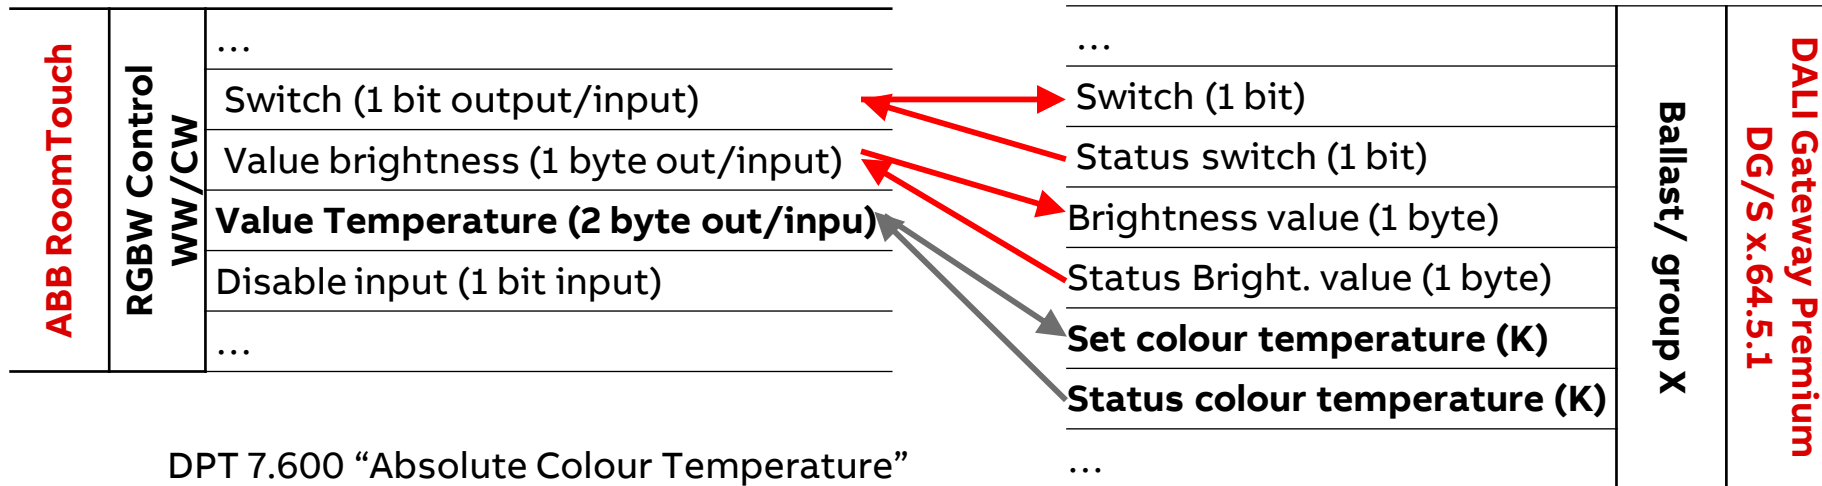 ABB RoomTouch
RGBW Control
WW/CW
...
Switch (1 bit output/input)
Value brightness (1 byte out/input)
Value Temperature (2 byte out/inpu)
Disable input (1 bit input)
...
DPT 7.600 “Absolute Colour Temperature”
...
Switch (1 bit)
Status switch (1 bit)
Brightness value (1 byte)
Status Bright. value (1 byte)
Set colour temperature (K)
Status colour temperature (K)
...
Ballast/ group X
DALI Gateway Premium
DG/S x.64.5.1